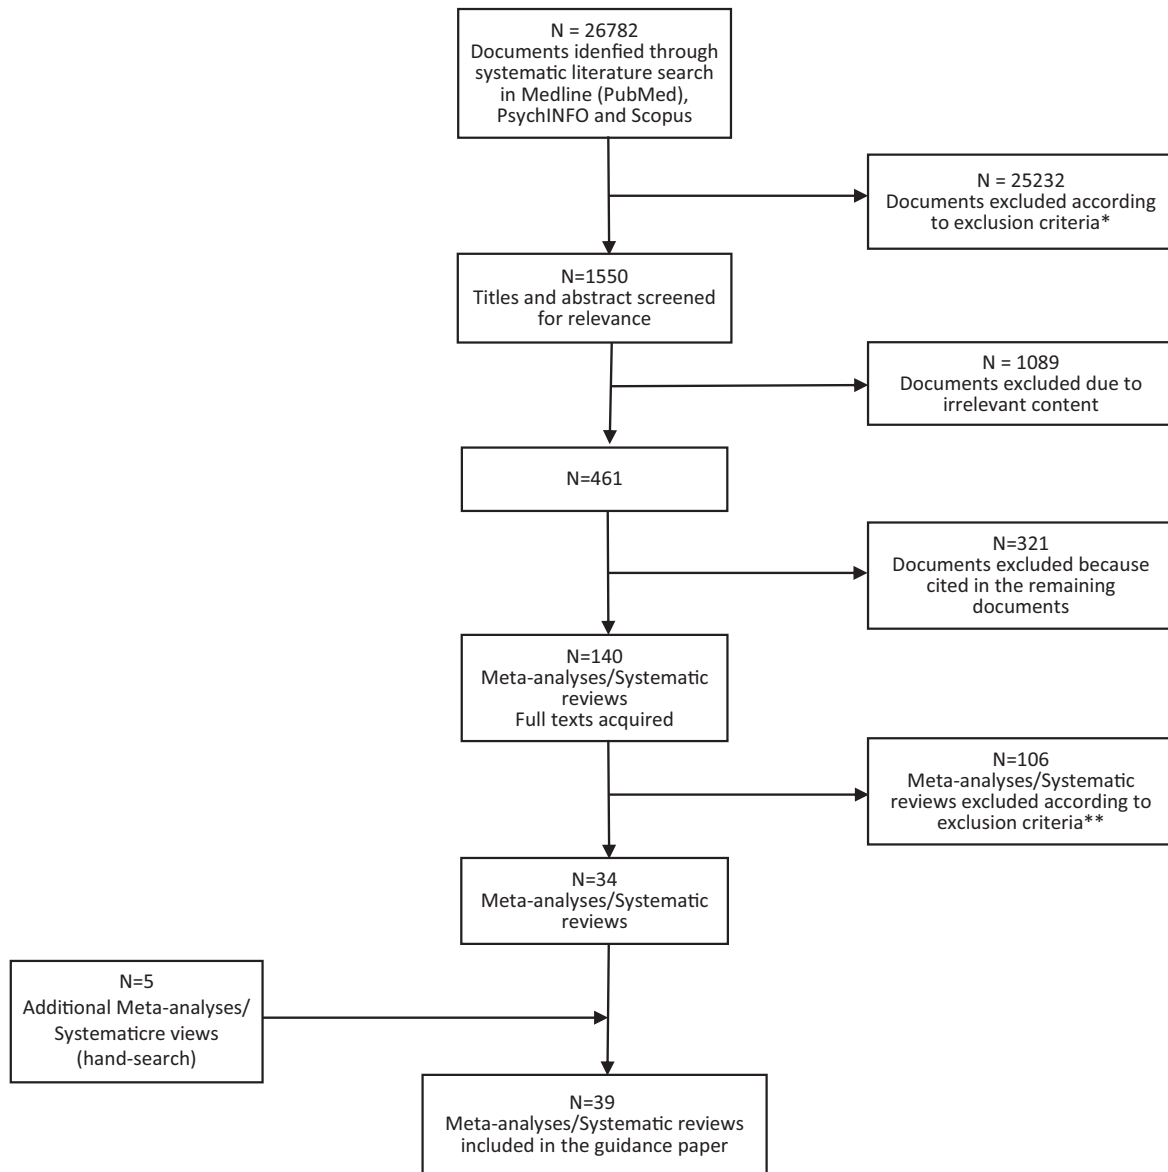 N = 26782
Documents idenfied through
systematic literature search
in Medline (PubMed),
PsychINFO and Scopus
N = 25232
Documents excluded according
to exclusion criteria*
N=1550
Titles and abstract screened
for relevance
N = 1089
Documents excluded due to
irrelevant content
N=461
N=321
Documents excluded because
cited in the remaining
documents
N=140
Meta-analyses/Systematic
reviews
Full texts acquired
N=106
Meta-analyses/Systematic
reviews excluded according to
exclusion criteria**
N=34
Meta-analyses/Systematic
reviews
N=5
Additional Meta-analyses/
Systematicre views
(hand-search)
N=39
Meta-analyses/Systematic reviews
included in the guidance paper